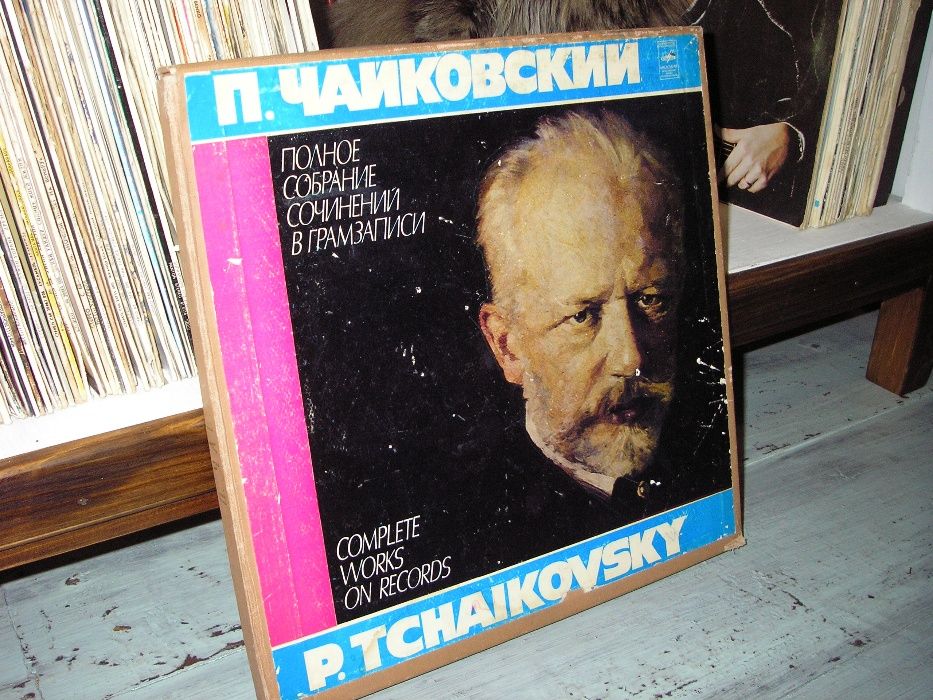 П. ЧАЙКОВСКИЙ
ПОЛНОЕ
СОБРАНИЕ
СОЧИНЕНИЙ
В ГРАМЗАПИСИ
COMPLETE
WORKS
ON RECORDS
P. TCHAIKOVSKY